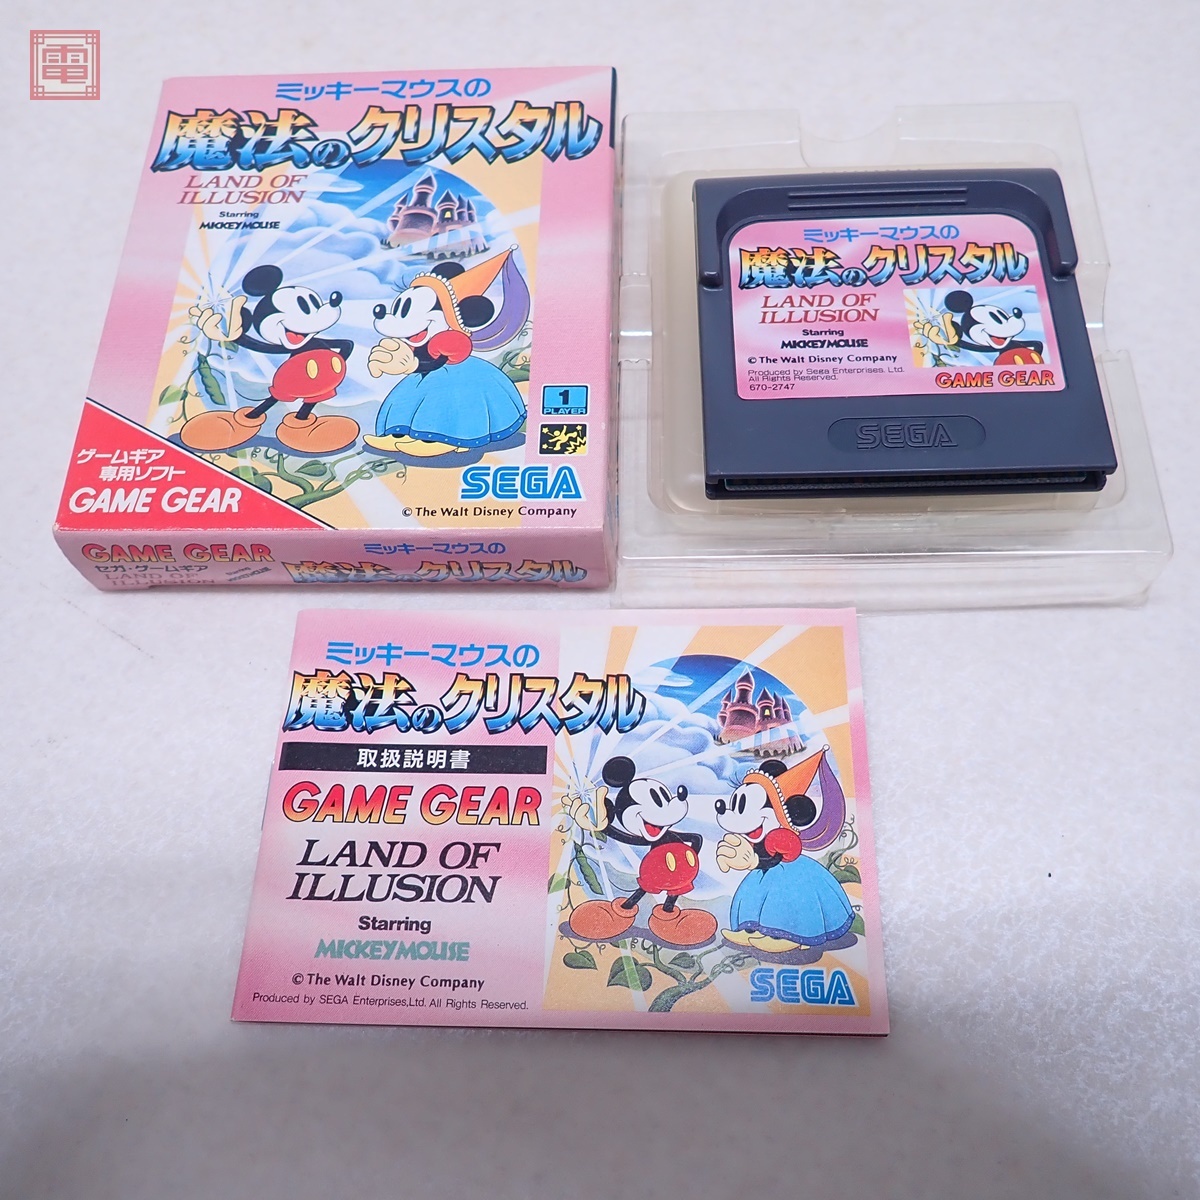 電
ミッキーマウスの
魔法のクリスタル
LAND OF
ILLUSION
Starring
MICKEY MOUSE
1
PLAYER
ゲームギア
専用ソフト
GAME GEAR
SEGA
© The Walt Disney Company
GAME GEAR
セガ・ゲームギア
LAND OF
ILLUSION
ミッキーマウスの
魔法のクリスタル
ミッキーマウスの
魔法のクリスタル
LAND OF
ILLUSION
Starring
MICKEY MOUSE
© The Walt Disney Company
Produced by Sega Enterprises, Ltd.
All Rights Reserved.
670-2747
GAME GEAR
SEGA
ミッキーマウスの
魔法のクリスタル
取扱説明書
GAME GEAR
LAND OF
ILLUSION
Starring
MICKEY MOUSE
© The Walt Disney Company
Produced by SEGA Enterprises,Ltd. All Rights Reserved.
SEGA